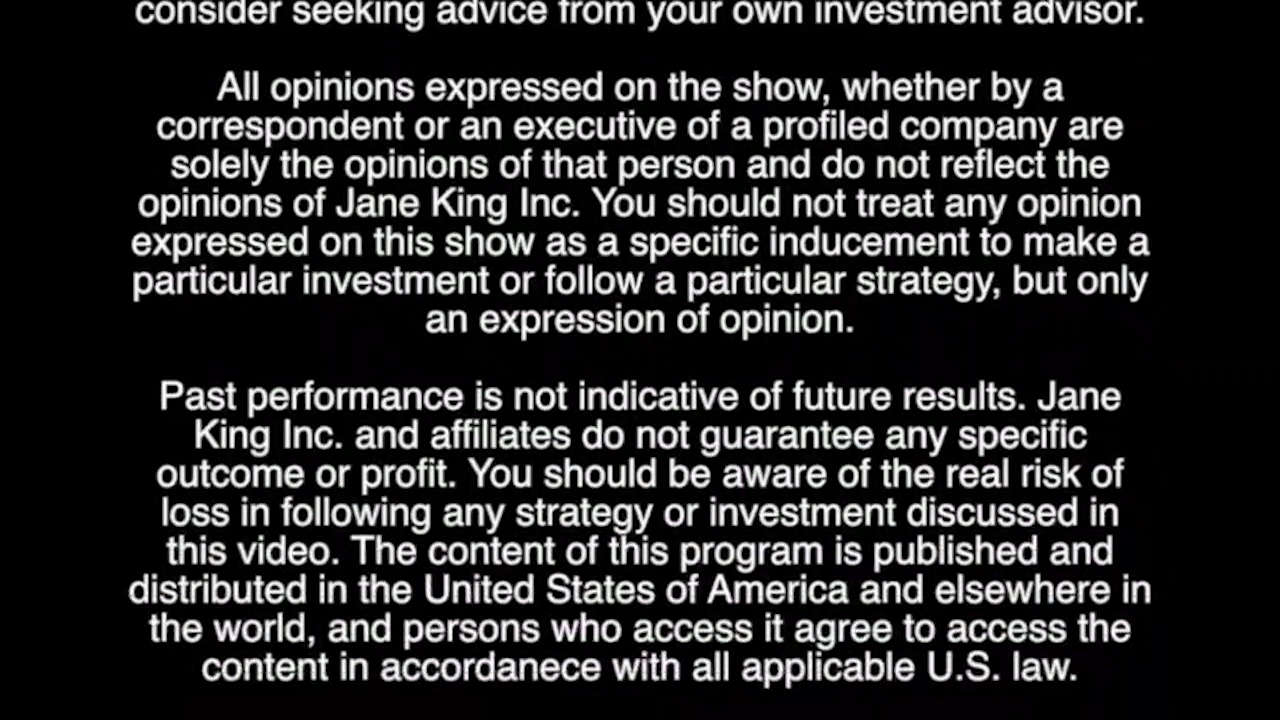 consider seeking advice from your own investment advisor.
All opinions expressed on the show, whether by a
correspondent or an executive of a profiled company are
solely the opinions of that person and do not reflect the
opinions of Jane King Inc. You should not treat any opinion
expressed on this show as a specific inducement to make a
particular investment or follow a particular strategy, but only
an expression of opinion.
Past performance is not indicative of future results. Jane
King Inc. and affiliates do not guarantee any specific
outcome or profit. You should be aware of the real risk of
loss in following any strategy or investment discussed in
this video. The content of this program is published and
distributed in the United States of America and elsewhere in
the world, and persons who access it agree to access the
content in accordanece with all applicable U.S. law.